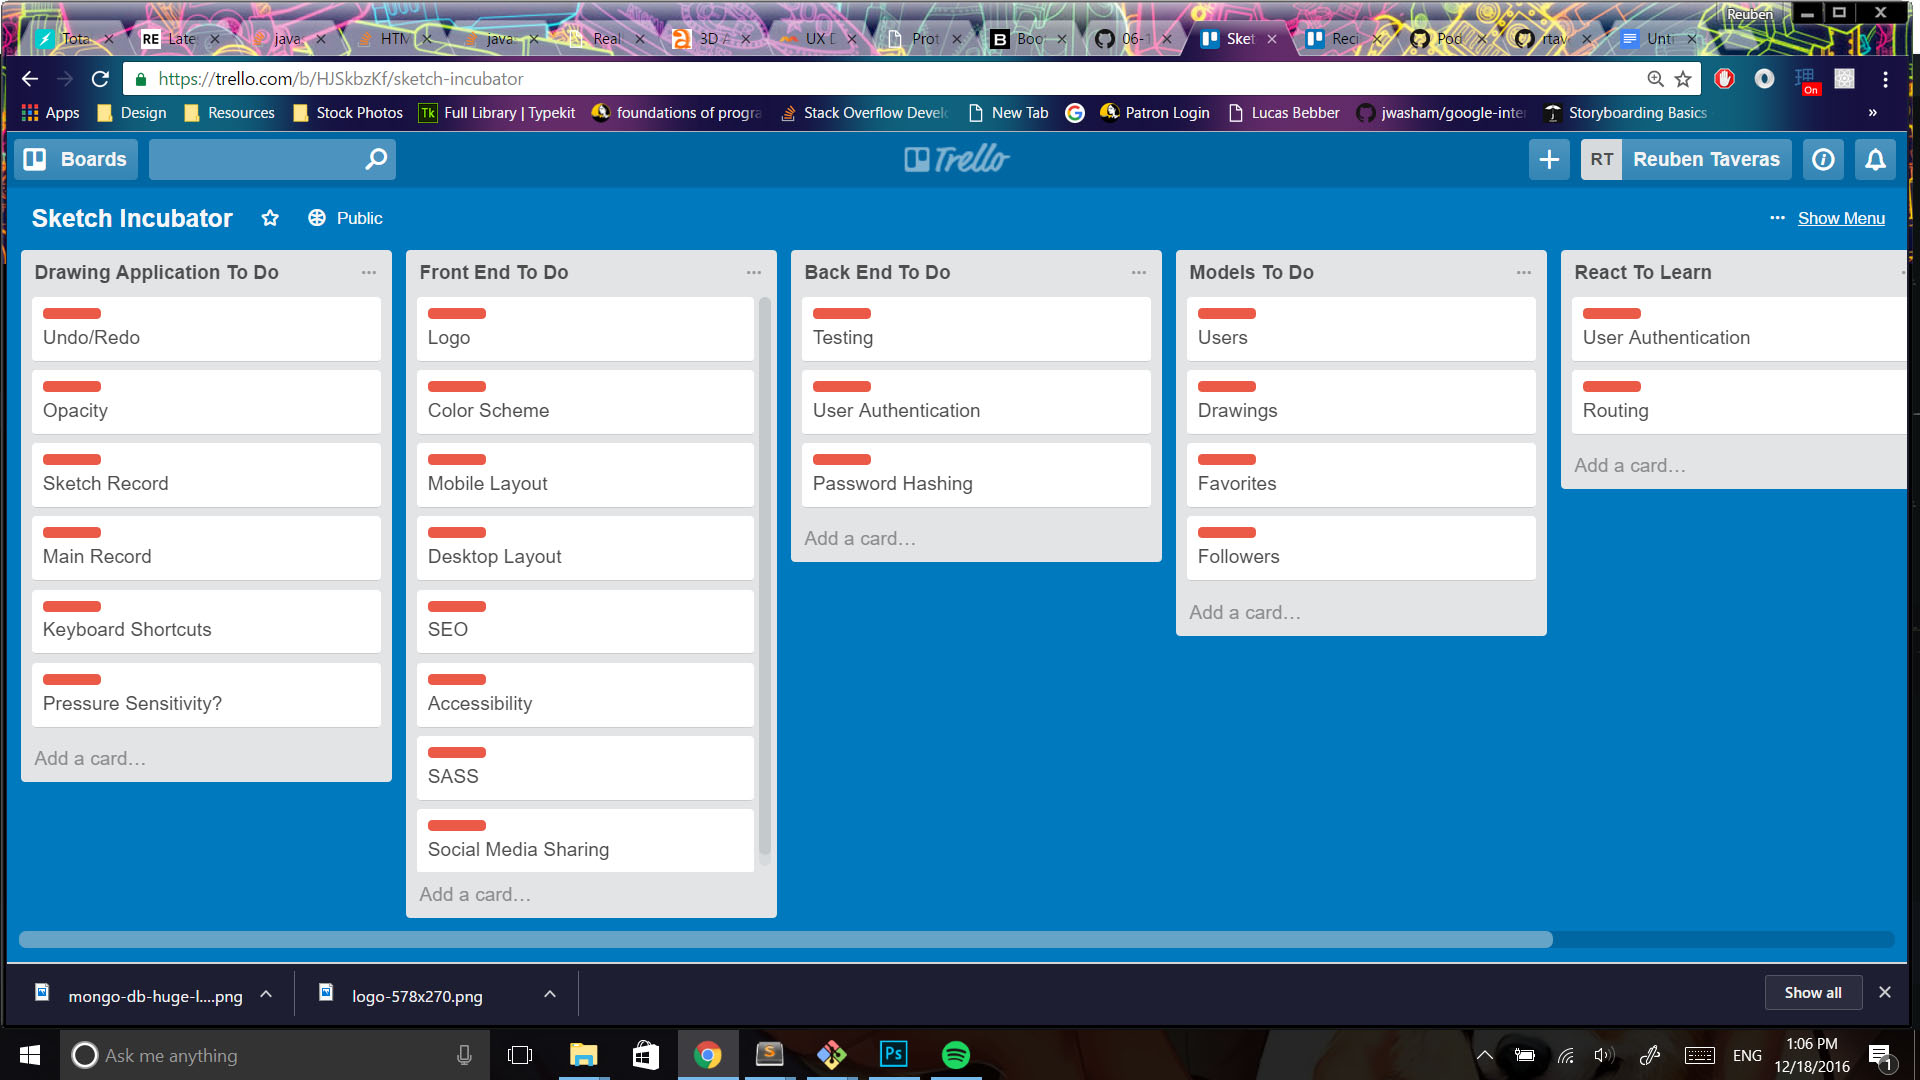 Reuben
Tota
RE Late
java
HTM
java
Real
3D A
UX D
Prot
B Boo
06-1
Sket
Reci
Pod
rtav
Unti
https://trello.com/b/HJSkbzKf/sketch-incubator
On
Apps Design Resources Stock Photos Tk Full Library | Typekit foundations of progra Stack Overflow Develo New Tab Patron Login Lucas Bebber jwasham/google-inter Storyboarding Basics »
Boards
Trello
RT Reuben Taveras
Sketch Incubator
Public
... Show Menu
Drawing Application To Do
Undo/Redo
Opacity
Sketch Record
Main Record
Keyboard Shortcuts
Pressure Sensitivity?
Add a card…
Front End To Do
Logo
Color Scheme
Mobile Layout
Desktop Layout
SEO
Accessibility
SASS
Social Media Sharing
Add a card…
Back End To Do
Testing
User Authentication
Password Hashing
Add a card…
Models To Do
Users
Drawings
Favorites
Followers
Add a card…
React To Learn
User Authentication
Routing
Add a card…
mongo-db-huge-l....png
logo-578x270.png
Show all
Ask me anything
S
Ps
ENG
1:06 PM
12/18/2016
1